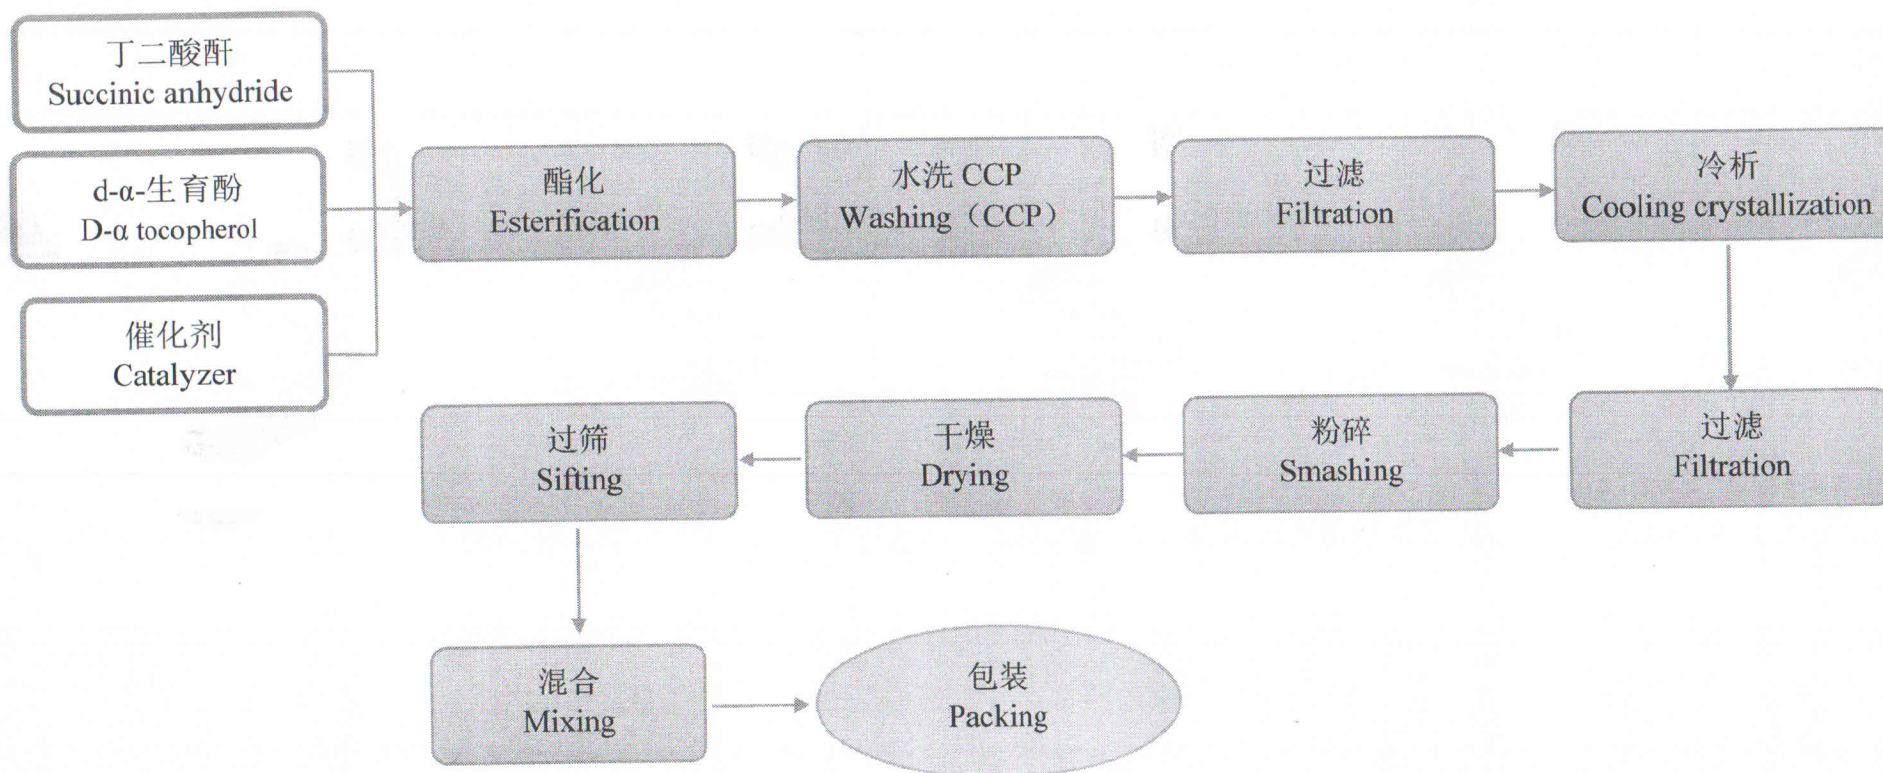 丁二酸酐
Succinic anhydride
d-α-生育酚
D-α tocopherol
催化剂
Catalyzer
酯化
Esterification
水洗 CCP
Washing（CCP）
过滤
Filtration
冷析
Cooling crystallization
过滤
Filtration
粉碎
Smashing
干燥
Drying
过筛
Sifting
混合
Mixing
包装
Packing